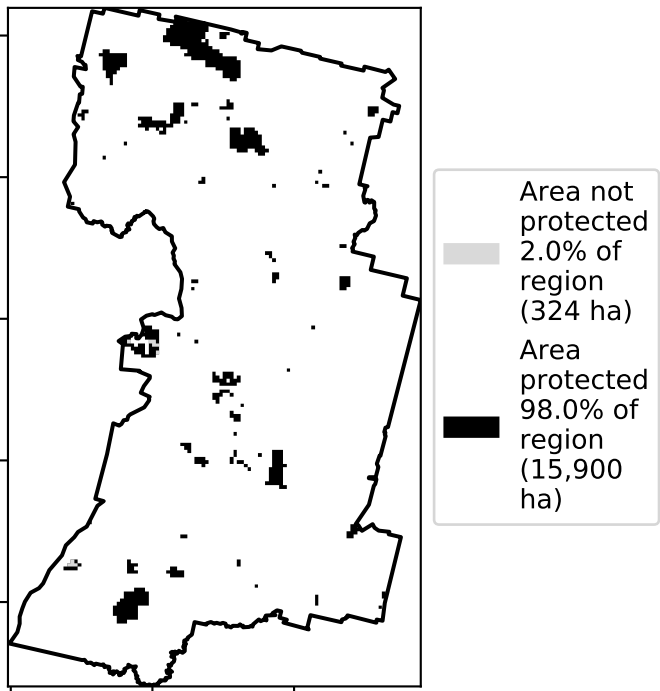 Area not
protected
2.0% of
region
(324 ha)
Area
protected
98.0% of
region
(15,900
ha)